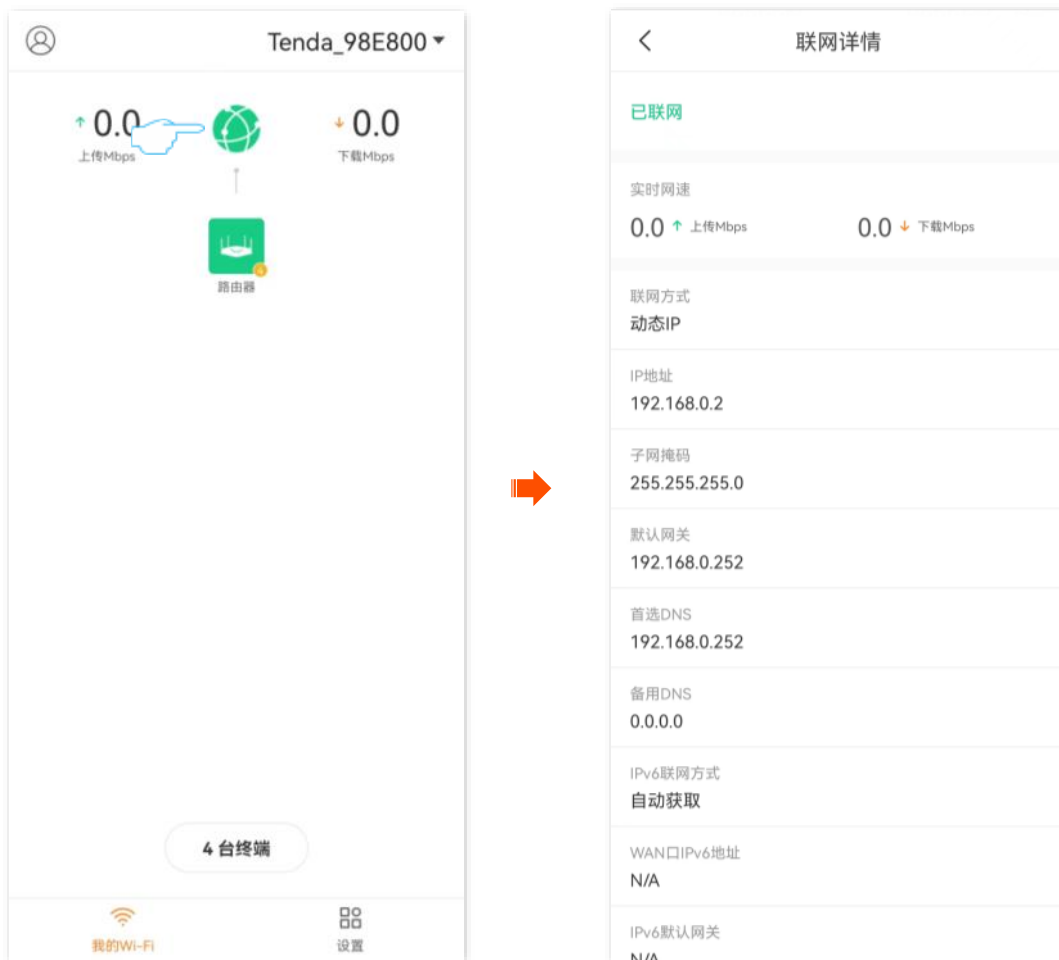 Tenda_98E800
0.0
0.0
上传Mbps
下载Mbps
4
路由器
4 台终端
我的Wi-Fi
设置
联网详情
已联网
实时网速
0.0 ↑ 上传Mbps
0.0 ↓ 下载Mbps
联网方式
动态IP
IP地址
192.168.0.2
子网掩码
255.255.255.0
默认网关
192.168.0.252
首选DNS
192.168.0.252
备用DNS
0.0.0.0
IPv6联网方式
自动获取
WAN口IPv6地址
N/A
IPv6默认网关
N/A